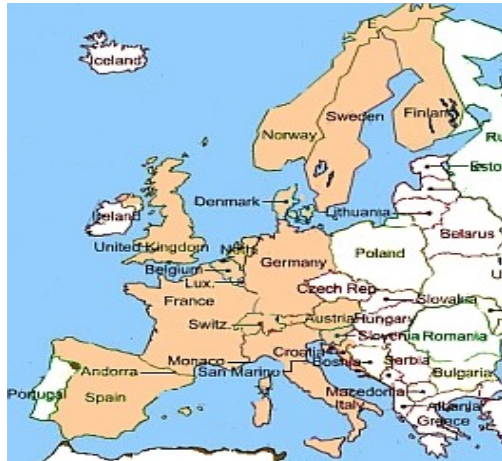 Iceland
Sweden
Finland
Norway
Ru
Esto
Denmark
Lithuania
Ireland
Belarus
United Kingdom
Neth
Belgium
Poland
Germany
Lux.
Czech Rep
France
Slovakia
Austria
Hungary
Switz
Slovenia
Romania
Croatia
Monaco
Bosnia
Serbia
Andorra
San Marino
Bulgaria
Portugal
Spain
Macedonia
Italy
Albania
Greece